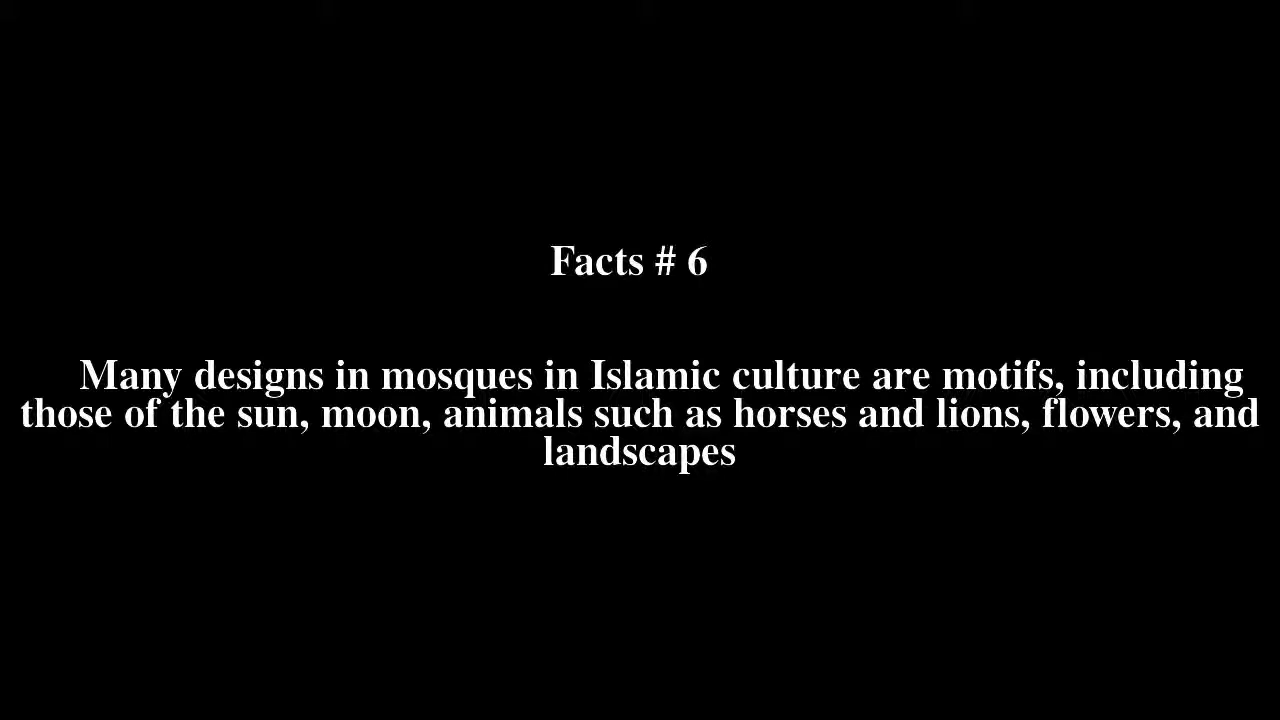 Facts # 6
Many designs in mosques in Islamic culture are motifs, including
those of the sun, moon, animals such as horses and lions, flowers, and
landscapes